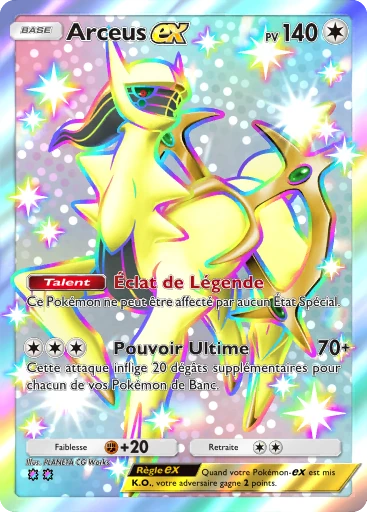 BASE Arceus ex PV 140
Talent Éclat de Légende
Ce Pokémon ne peut être affecté par aucun État Spécial.
Pouvoir Ultime 70+
Cette attaque inflige 20 dégâts supplémentaires pour
chacun de vos Pokémon de Banc.
Faiblesse +20 Retraite
Illus. PLANETA CG Works
Règle ex Quand votre Pokémon-ex est mis
K.O., votre adversaire gagne 2 points.